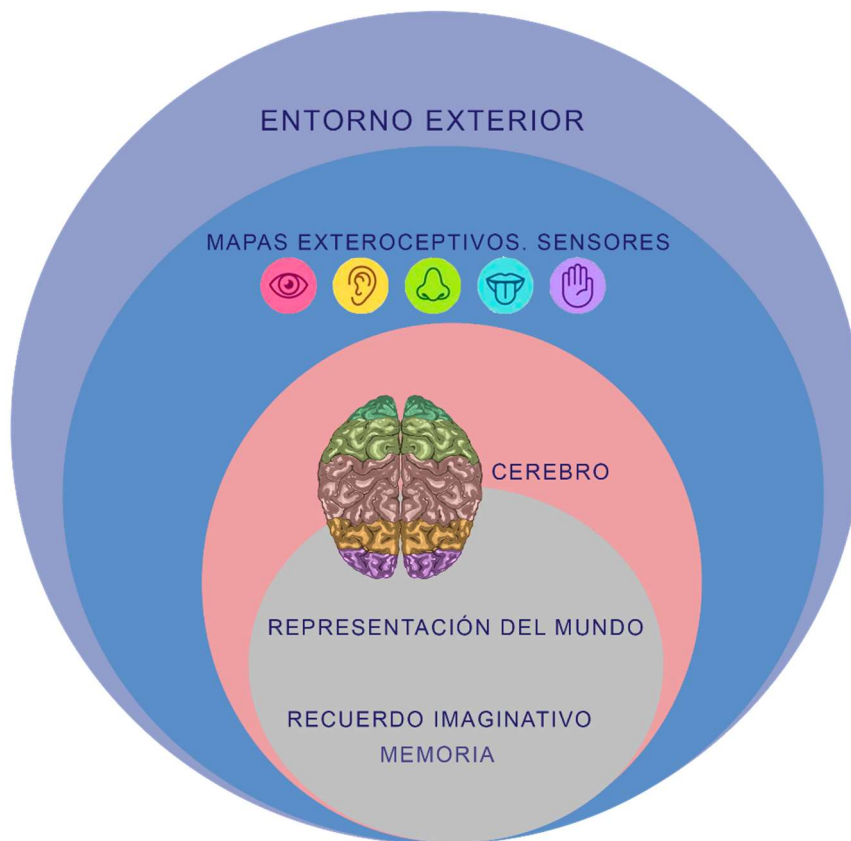 ENTORNO EXTERIOR
MAPAS EXTEROCEPTIVOS. SENSORES
CEREBRO
REPRESENTACIÓN DEL MUNDO
RECUERDO IMAGINATIVO
MEMORIA